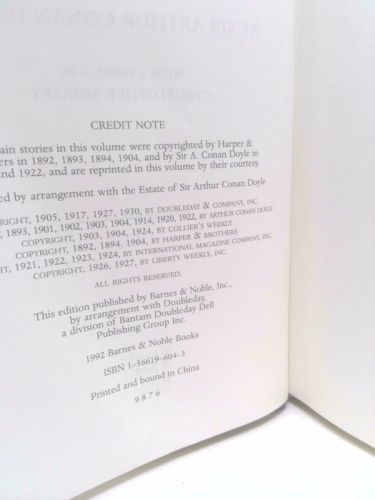 CREDIT NOTE
ain stories in this volume were copyrighted by Harper &
ers in 1892, 1893, 1894, 1904, and by Sir A. Conan Doyle in
nd 1922, and are reprinted in this volume by their courtesy.
ed by arrangement with the Estate of Sir Arthur Conan Doyle
RIGHT, 1905, 1917, 1927, 1930, BY DOUBLEDAY & COMPANY, INC.
, 1893, 1901, 1902, 1903, 1904, 1914, 1920, 1922, BY ARTHUR CONAN DOYLE
COPYRIGHT, 1903, 1904, 1924, BY COLLIER'S WEEKLY
COPYRIGHT, 1892, 1894. 1904, BY HARPER & BROTHERS
HT, 1921, 1922, 1923, 1924, BY INTERNATIONAL MAGAZINE COMPANY, INC.
COPYRIGHT, 1926, 1927, BY LIBERTY WEEKLY, INC.
ALL RIGHTS RESERVED.
This edition published by Barnes & Noble, Inc.,
by arrangement with Doubleday,
a division of Bantam Doubleday Dell
Publishing Group Inc.
1992 Barnes & Noble Books
ISBN 1-56619-604-3
Printed and bound in China
9 8 7 6